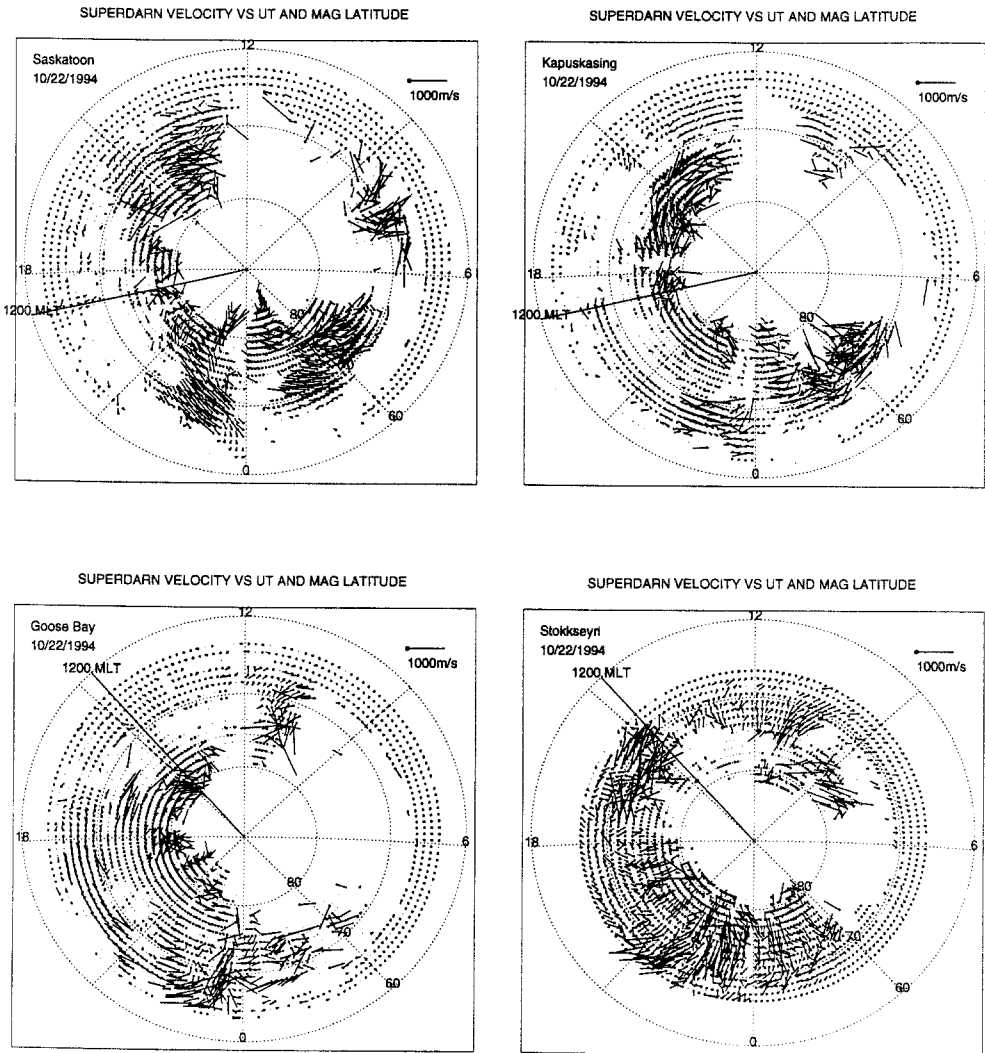 SUPERDARN VELOCITY VS UT AND MAG LATITUDE
12
Saskatoon
10/22/1994
1000m/s
18
6
1200 MLT
80
60
0
SUPERDARN VELOCITY VS UT AND MAG LATITUDE
12
Kapuskasing
10/22/1994
1000m/s
18
6
1200 MLT
80
60
0
SUPERDARN VELOCITY VS UT AND MAG LATITUDE
12
Goose Bay
10/22/1994
1200 MLT
1000m/s
18
6
80
70
60
0
SUPERDARN VELOCITY VS UT AND MAG LATITUDE
12
Stokkseyri
10/22/1994
1200 MLT
1000m/s
18
6
80
70
60
0